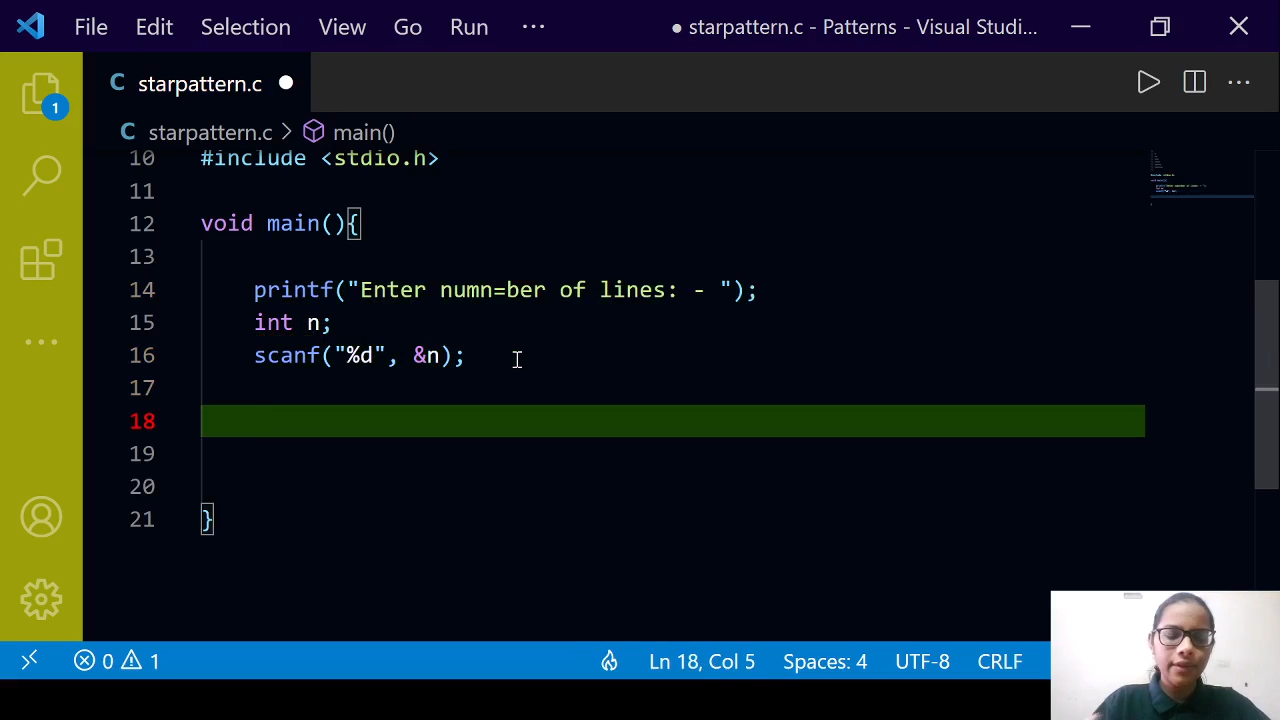 File Edit Selection View Go Run ··· ● starpattern.c - Patterns - Visual Studi...
C starpattern.c ●
C starpattern.c > main()
1
10 #include <stdio.h>
11
12 void main(){
13
14 printf("Enter numn=ber of lines: - ");
15 int n;
16 scanf("%d", &n);
17
18
19
20
21 }
0 1 Ln 18, Col 5 Spaces: 4 UTF-8 CRLF